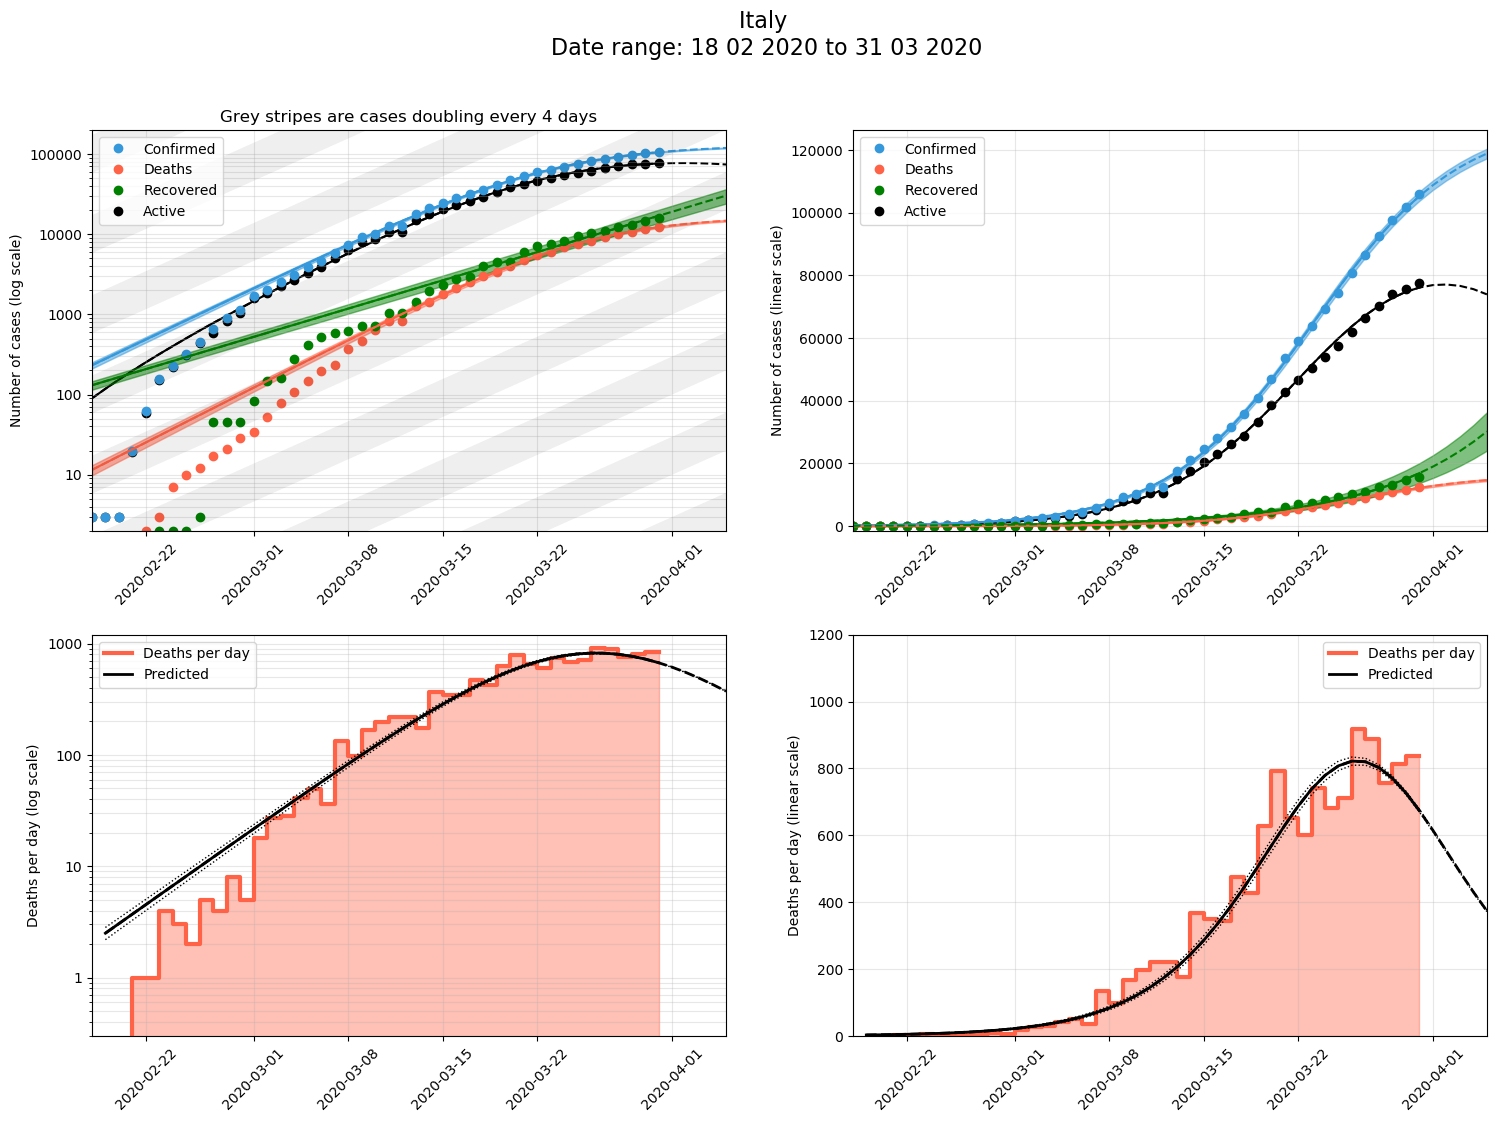 Italy
Date range: 18 02 2020 to 31 03 2020
Grey stripes are cases doubling every 4 days
Number of cases (log scale)
100000
10000
1000
100
10
Confirmed
Deaths
Recovered
Active
2020-02-22
2020-03-01
2020-03-08
2020-03-15
2020-03-22
2020-04-01
Number of cases (linear scale)
120000
100000
80000
60000
40000
20000
0
Confirmed
Deaths
Recovered
Active
2020-02-22
2020-03-01
2020-03-08
2020-03-15
2020-03-22
2020-04-01
Deaths per day (log scale)
1000
100
10
1
Deaths per day
Predicted
2020-02-22
2020-03-01
2020-03-08
2020-03-15
2020-03-22
2020-04-01
Deaths per day (linear scale)
1200
1000
800
600
400
200
0
Deaths per day
Predicted
2020-02-22
2020-03-01
2020-03-08
2020-03-15
2020-03-22
2020-04-01